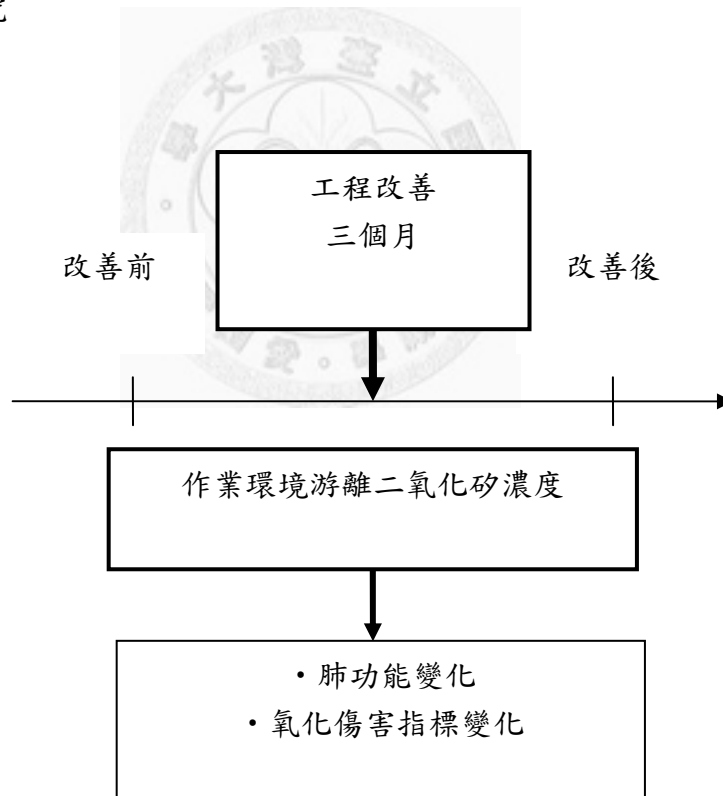 工程改善
三個月
改善前
改善後
作業環境游離二氧化矽濃度
・肺功能變化
・氧化傷害指標變化